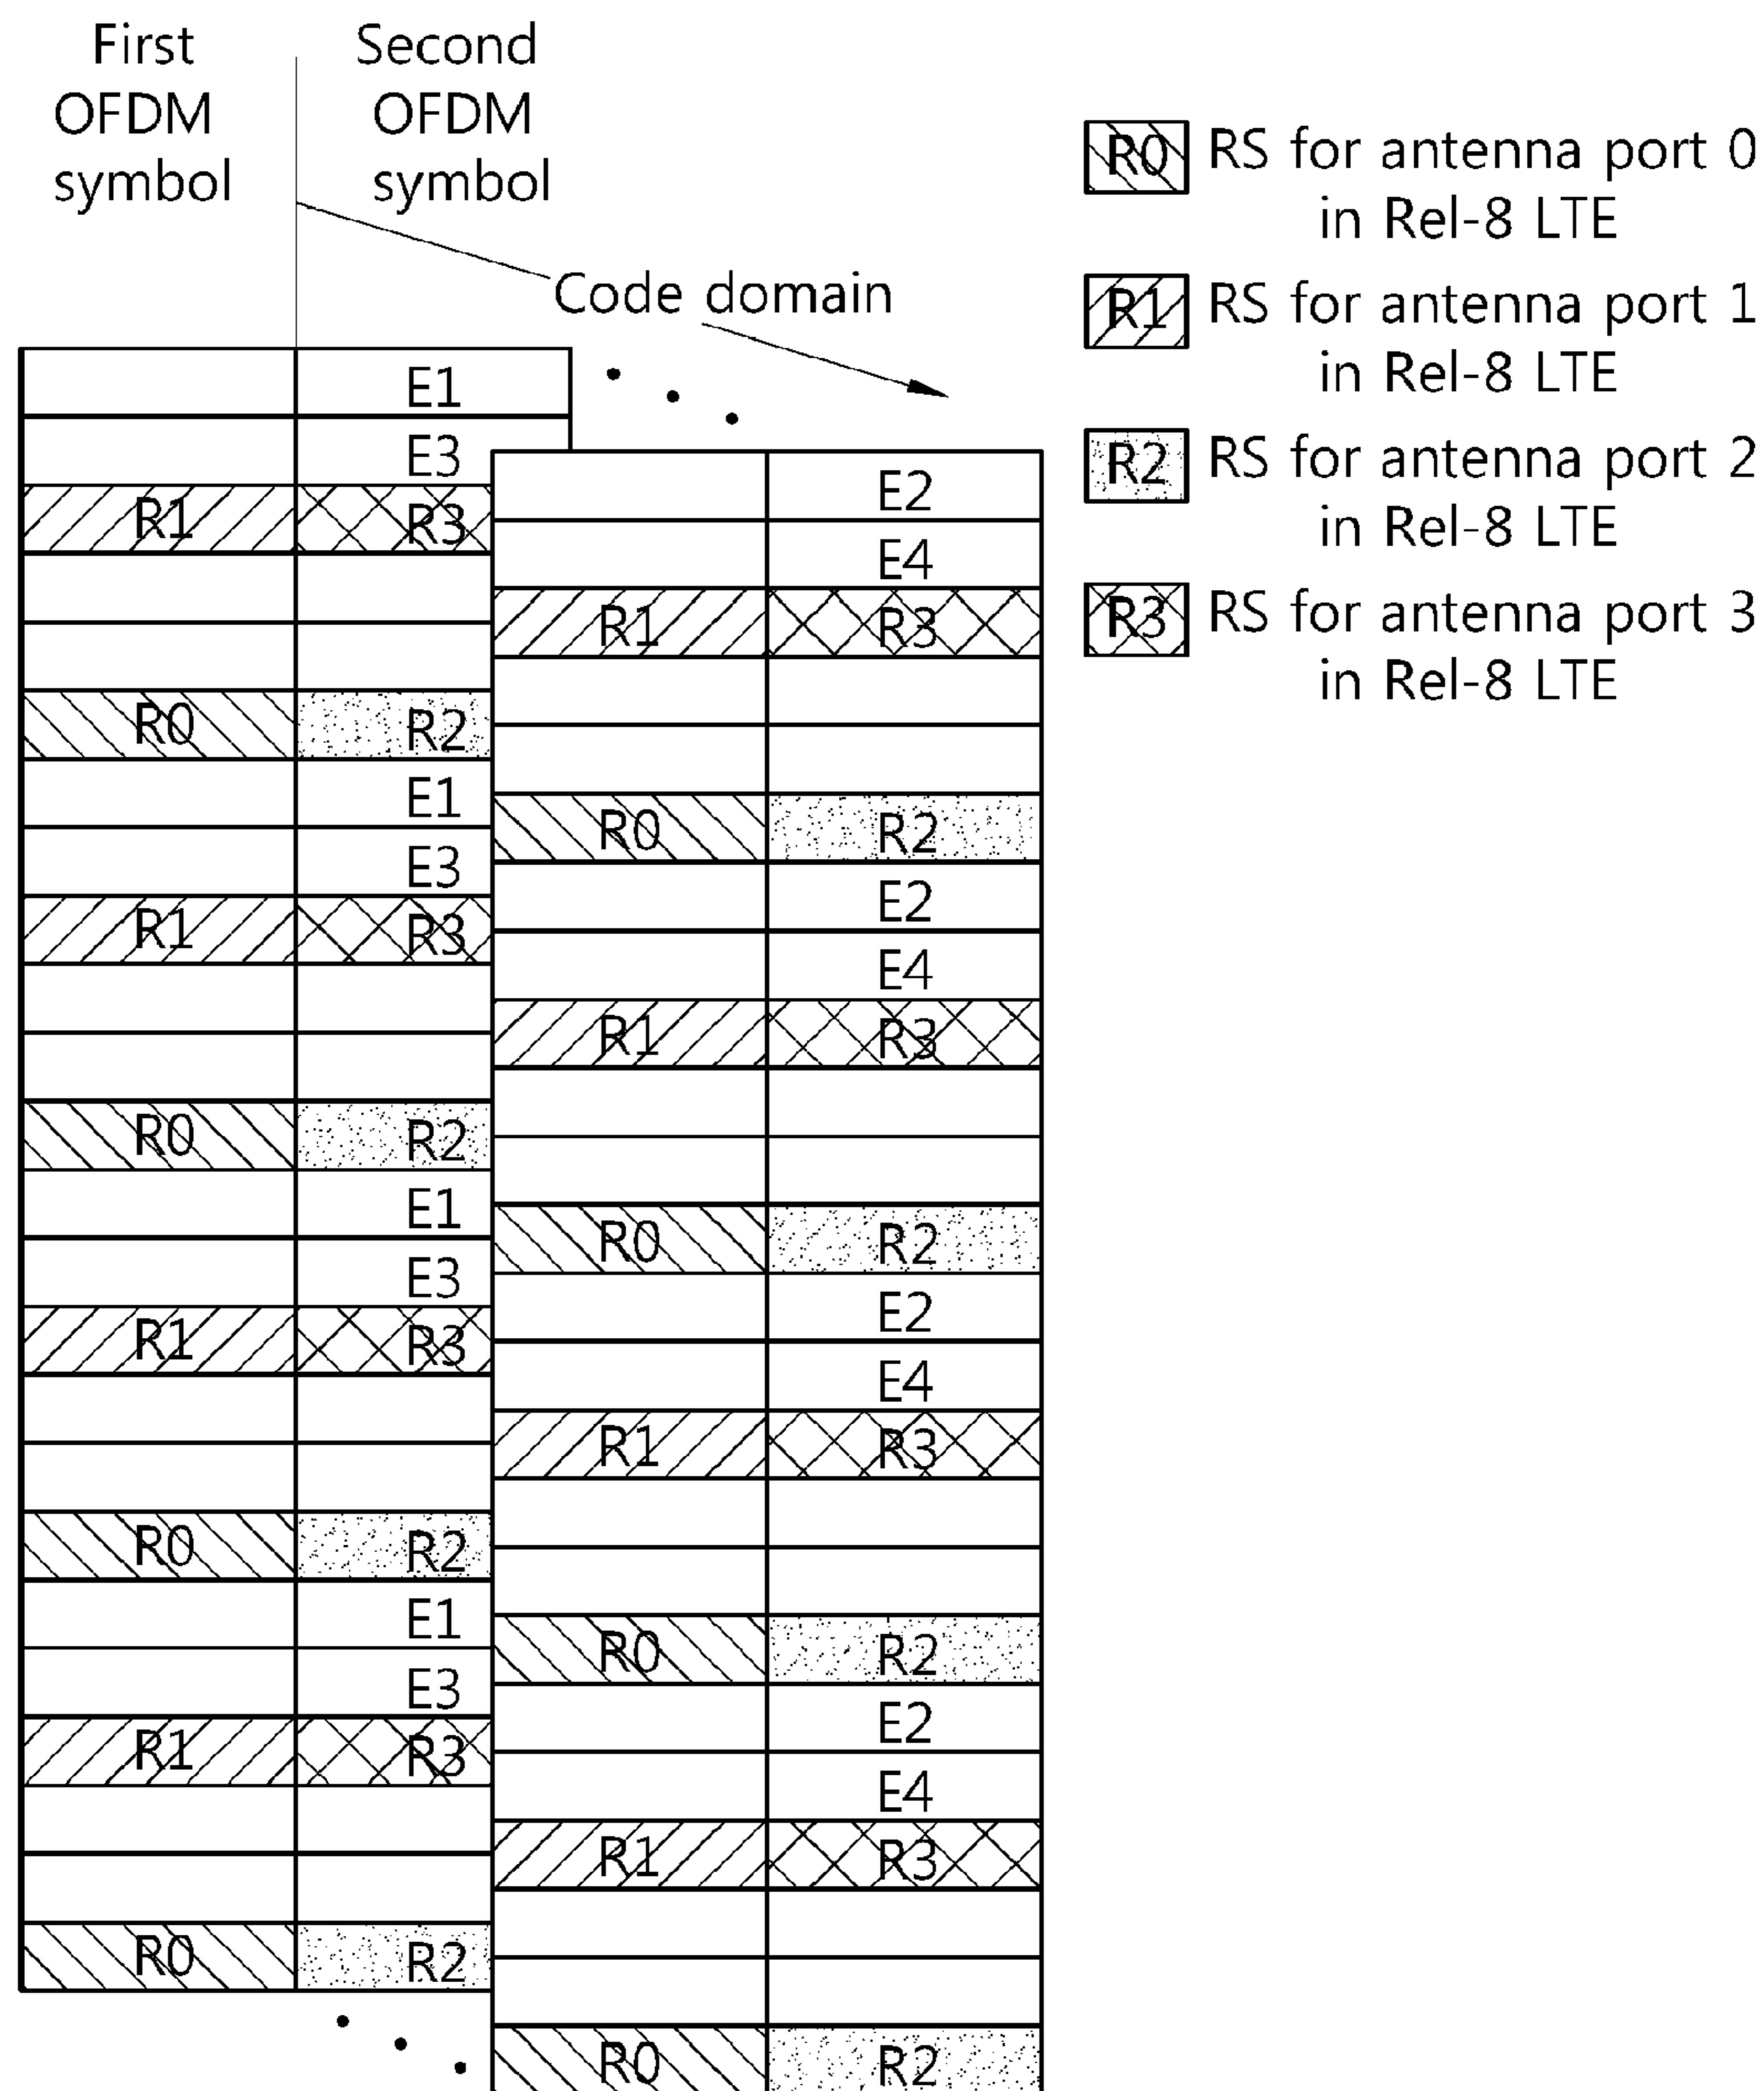 First
OFDM
symbol
Second
OFDM
symbol
Code domain
R0 RS for antenna port 0
in Rel-8 LTE
R1 RS for antenna port 1
in Rel-8 LTE
R2 RS for antenna port 2
in Rel-8 LTE
R3 RS for antenna port 3
in Rel-8 LTE
E1
E3
R1 R3
R0 R2
E1
E3
R1 R3
R0 R2
E1
E3
R1 R3
R0 R2
E1
E3
R1 R3
R0 R2
E2
E4
R1 R3
R0 R2
E2
E4
R1 R3
R0 R2
E2
E4
R1 R3
R0 R2
E2
E4
R1 R3
R0 R2